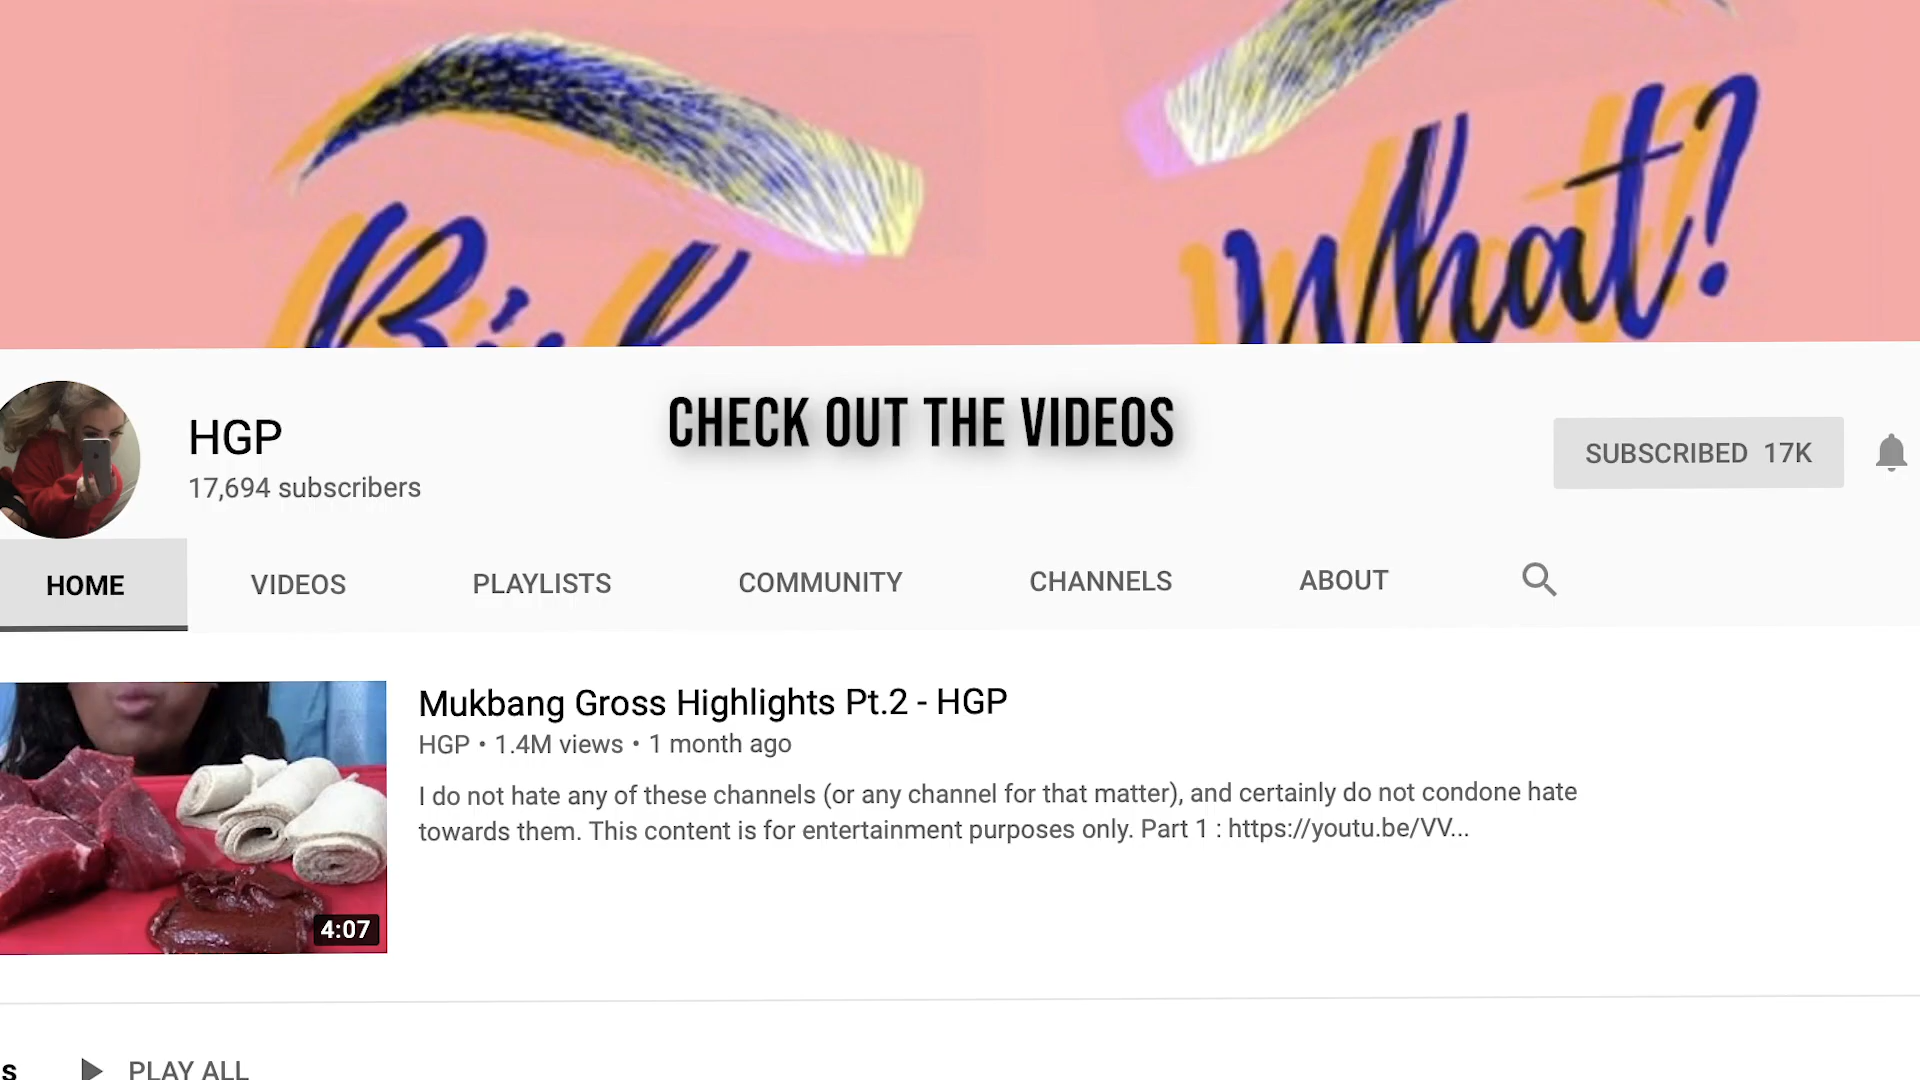 What?
HGP
17,694 subscribers
CHECK OUT THE VIDEOS
SUBSCRIBED 17K
HOME
VIDEOS
PLAYLISTS
COMMUNITY
CHANNELS
ABOUT
Mukbang Gross Highlights Pt.2 - HGP
HGP • 1.4M views • 1 month ago
I do not hate any of these channels (or any channel for that matter), and certainly do not condone hate
towards them. This content is for entertainment purposes only. Part 1 : https://youtu.be/VV...
4:07
PLAY ALL